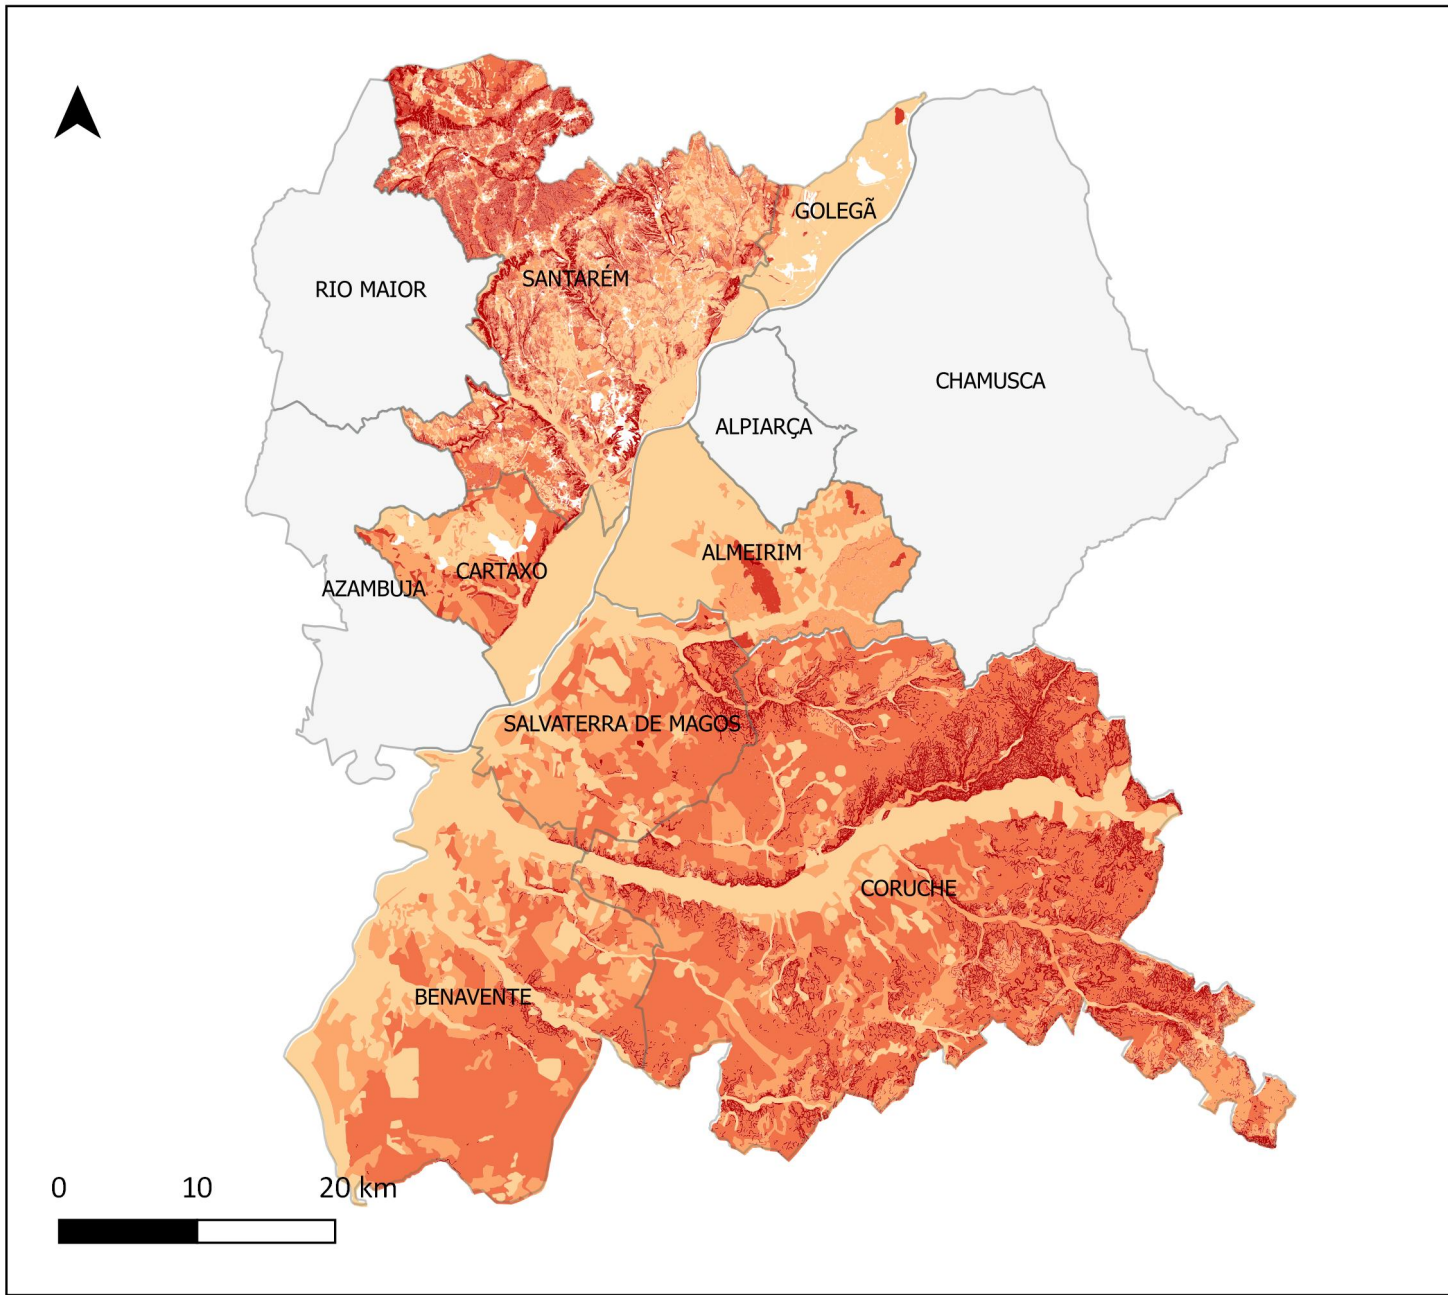 GOLEGÃ
SANTARÉM
RIO MAIOR
CHAMUSCA
ALPIARÇA
ALMEIRIM
CARTAXO
AZAMBUJA
SALVATERRA DE MAGOS
CORUCHE
BENAVENTE
0 10 20 km